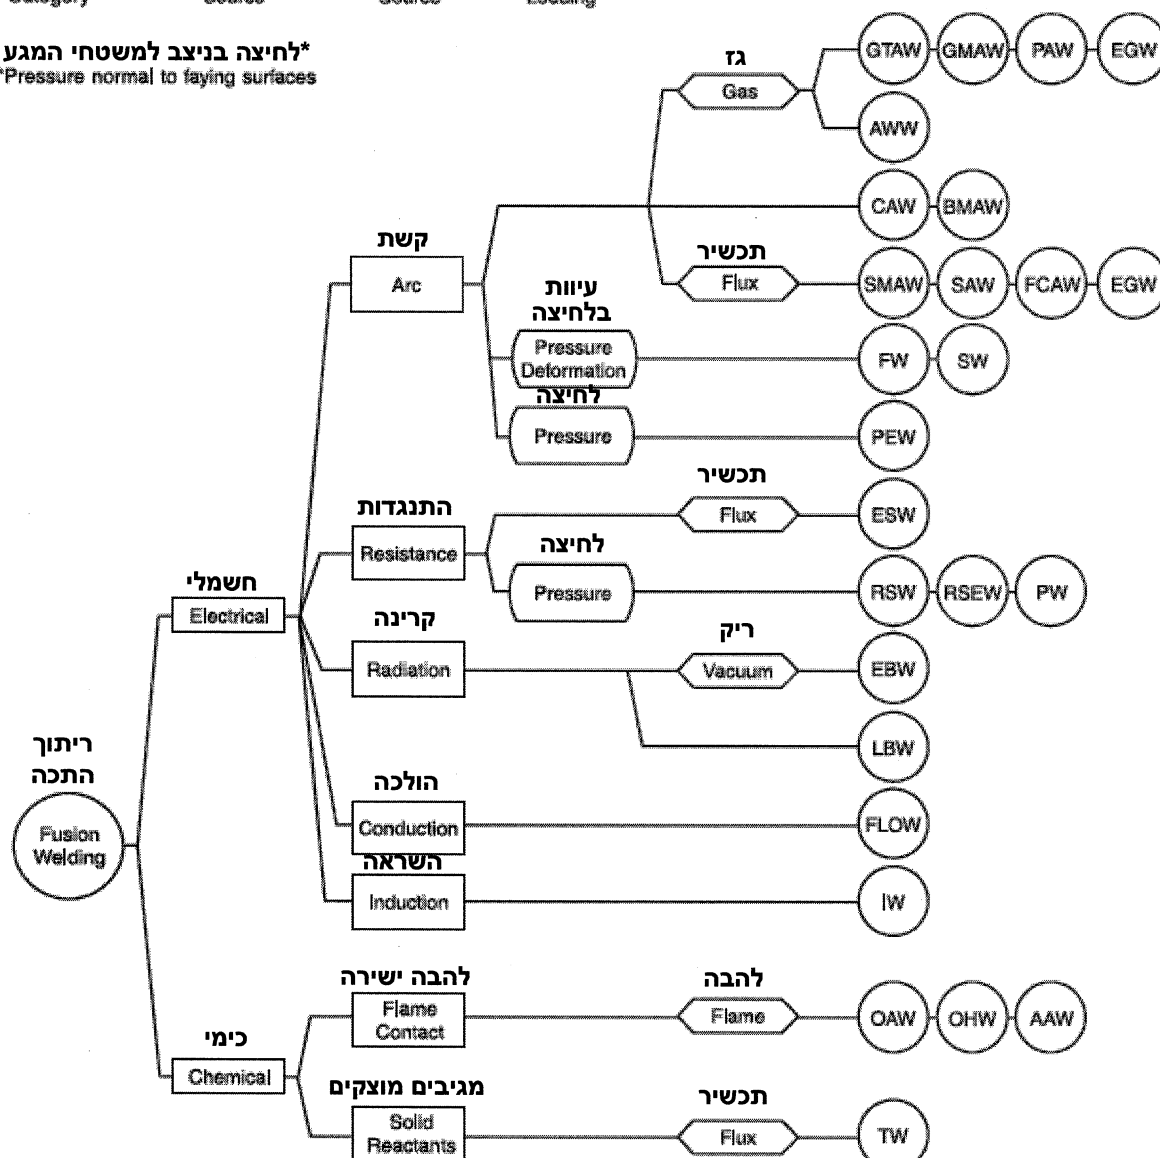 *לחיצה בניצב למשטחי המגע
*Pressure normal to faying surfaces
גז
Gas
GTAW GMAW PAW EGW
AWW
CAW BMAW
קשת
Arc
תכשיר
Flux
SMAW SAW FCAW EGW
עיוות
בלחיצה
Pressure
Deformation
FW SW
לחיצה
Pressure
PEW
תכשיר
Flux
ESW
התנגדות
Resistance
לחיצה
Pressure
RSW RSEW PW
חשמלי
Electrical
קרינה
Radiation
ריק
Vacuum
EBW
LBW
ריתוך
התכה
Fusion
Welding
הולכה
Conduction
FLOW
השראה
Induction
IW
להבה ישירה
Flame
Contact
להבה
Flame
OAW OHW AAW
כימי
Chemical
מגיבים מוצקים
Solid
Reactants
תכשיר
Flux
TW